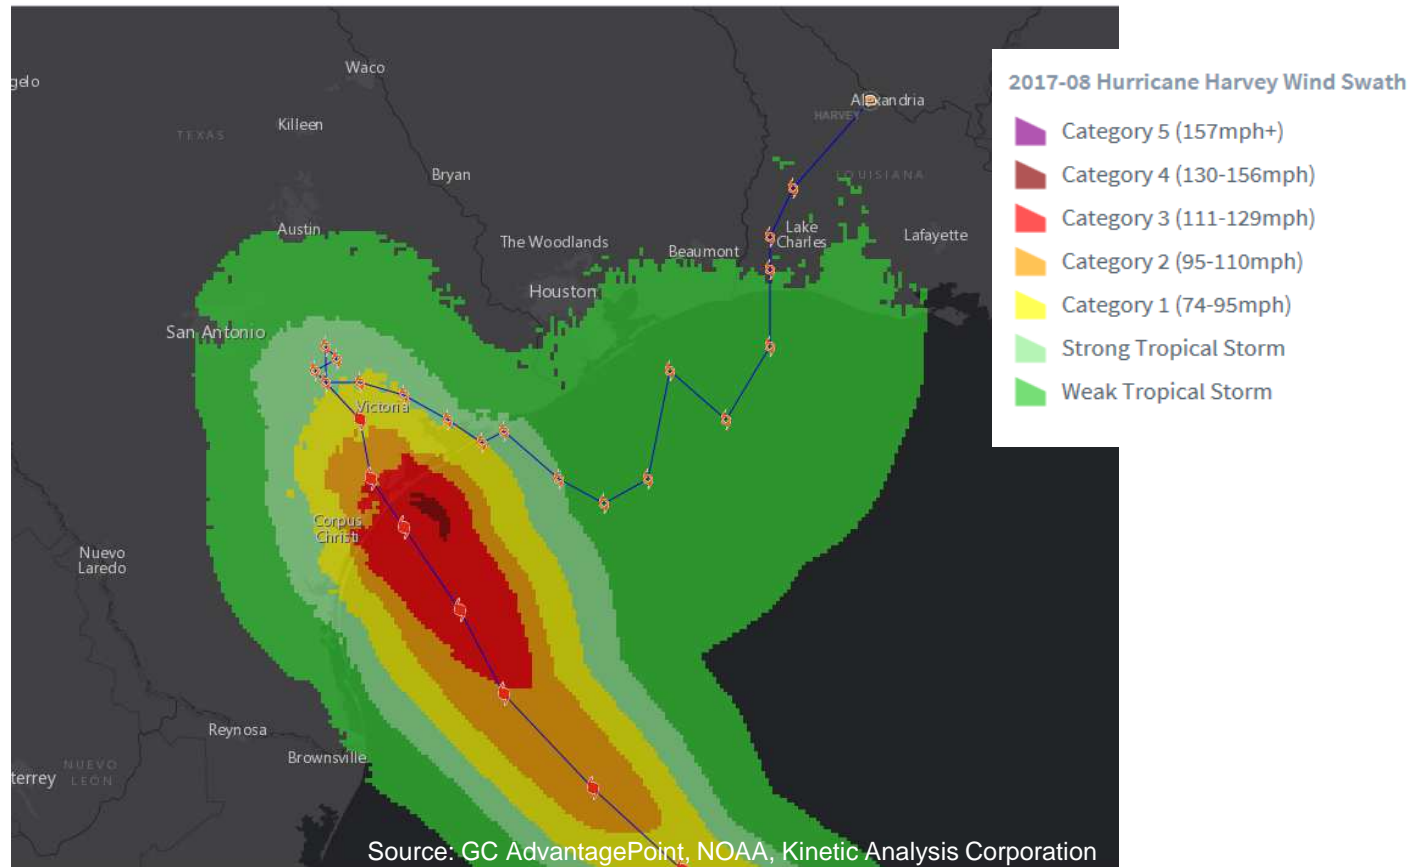 Waco
gelo
Alexandria
HARVEY
Killeen
TEXAS
Bryan
LOUISIANA
Austin
Lake
Charles
Lafayette
The Woodlands
Beaumont
Houston
San Antonio
Victoria
Corpus
Christi
Nuevo
Laredo
Reynosa
Brownsville
NUEVO
LEÓN
terrey
Source: GC AdvantagePoint, NOAA, Kinetic Analysis Corporation
2017-08 Hurricane Harvey Wind Swath
Category 5 (157mph+)
Category 4 (130-156mph)
Category 3 (111-129mph)
Category 2 (95-110mph)
Category 1 (74-95mph)
Strong Tropical Storm
Weak Tropical Storm